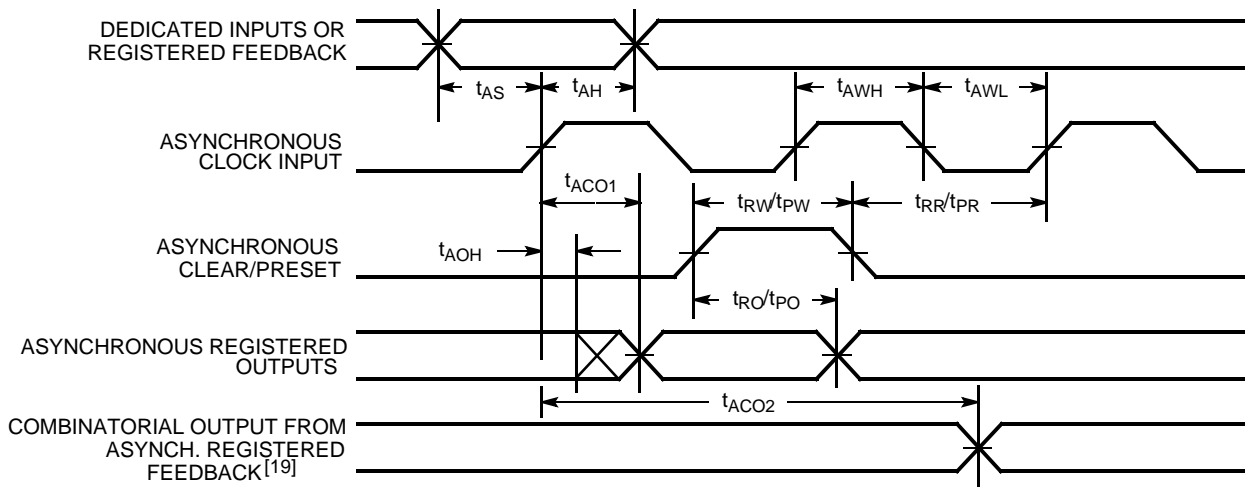 DEDICATED INPUTS OR
REGISTERED FEEDBACK
tAS
tAH
tAWH
tAWL
ASYNCHRONOUS
CLOCK INPUT
tACO1
tRW/tPW
tRR/tPR
ASYNCHRONOUS
CLEAR/PRESET
tAOH
tRO/tPO
ASYNCHRONOUS REGISTERED
OUTPUTS
tACO2
COMBINATORIAL OUTPUT FROM
ASYNCH. REGISTERED
FEEDBACK[19]